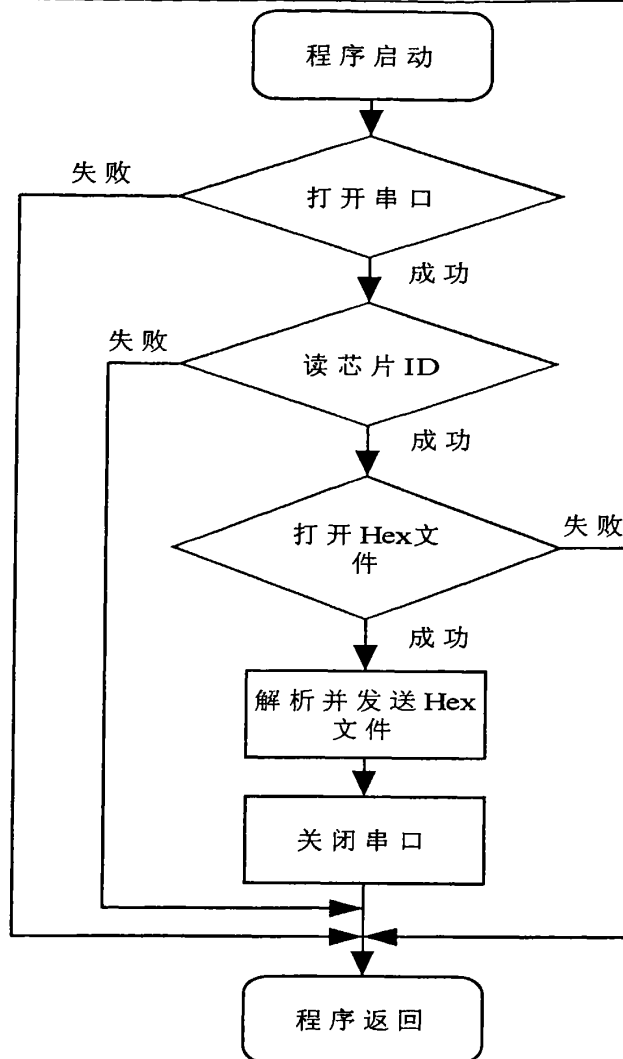 程序启动
失败
打开串口
成功
失败
读芯片ID
成功
打开Hex文
件
失败
成功
解析并发送Hex
文件
关闭串口
程序返回